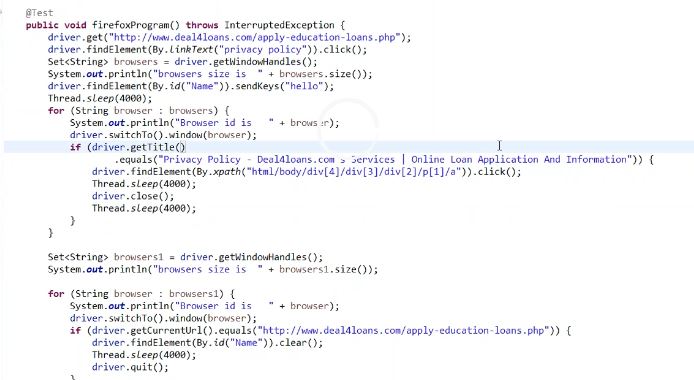 @Test
public void firefoxProgram() throws InterruptedException {
driver.get("http://www.deal4loans.com/apply-education-loans.php");
driver.findElement(By.linkText("privacy policy")).click();
Set<String> browsers = driver.getWindowHandles();
System.out.println("browsers size is  " + browsers.size());
driver.findElement(By.id("Name")).sendKeys("hello");
Thread.sleep(4000);
for (String browser : browsers) {
System.out.println("Browser id is   " + browser);
driver.switchTo().window(browser);
if (driver.getTitle()
.equals("Privacy Policy - Deal4loans.com's Services | Online Loan Application And Information")) {
driver.findElement(By.xpath("html/body/div[4]/div[3]/div[2]/p[1]/a")).click();
Thread.sleep(4000);
driver.close();
Thread.sleep(4000);
}
}
Set<String> browsers1 = driver.getWindowHandles();
System.out.println("browsers size is  " + browsers1.size());
for (String browser : browsers1) {
System.out.println("Browser id is   " + browser);
driver.switchTo().window(browser);
if (driver.getCurrentUrl().equals("http://www.deal4loans.com/apply-education-loans.php")) {
driver.findElement(By.id("Name")).clear();
Thread.sleep(4000);
driver.quit();
}